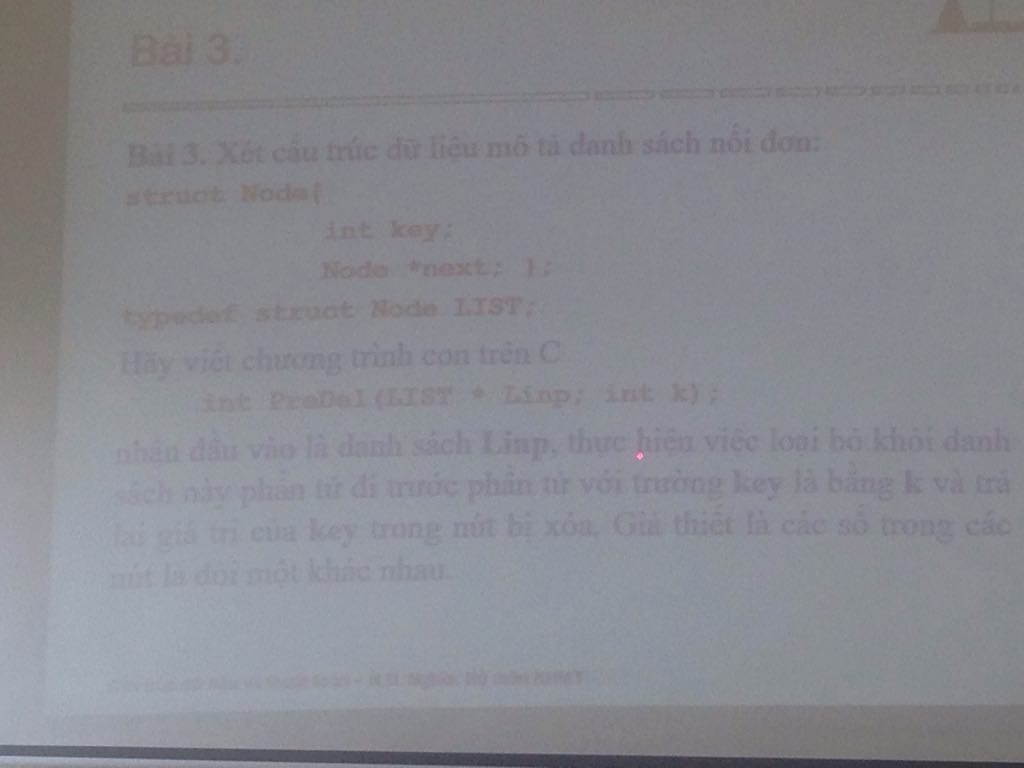 Bài 3.
Bài 3. Xét cấu trúc dữ liệu mô tả danh sách nối đơn:
struct Node{
int key;
Node *next; };
typedef struct Node LIST;
Hãy viết chương trình con trên C
int PreDel(LIST * Linp; int k);
nhận đầu vào là danh sách Linp, thực hiện việc loại bỏ khỏi danh
sách này phần tử đi trước phần tử với trường key là bằng k và trả
lại giá trị của key trong nút bị xóa. Giả thiết là các số trong các
nút là đôi một khác nhau.